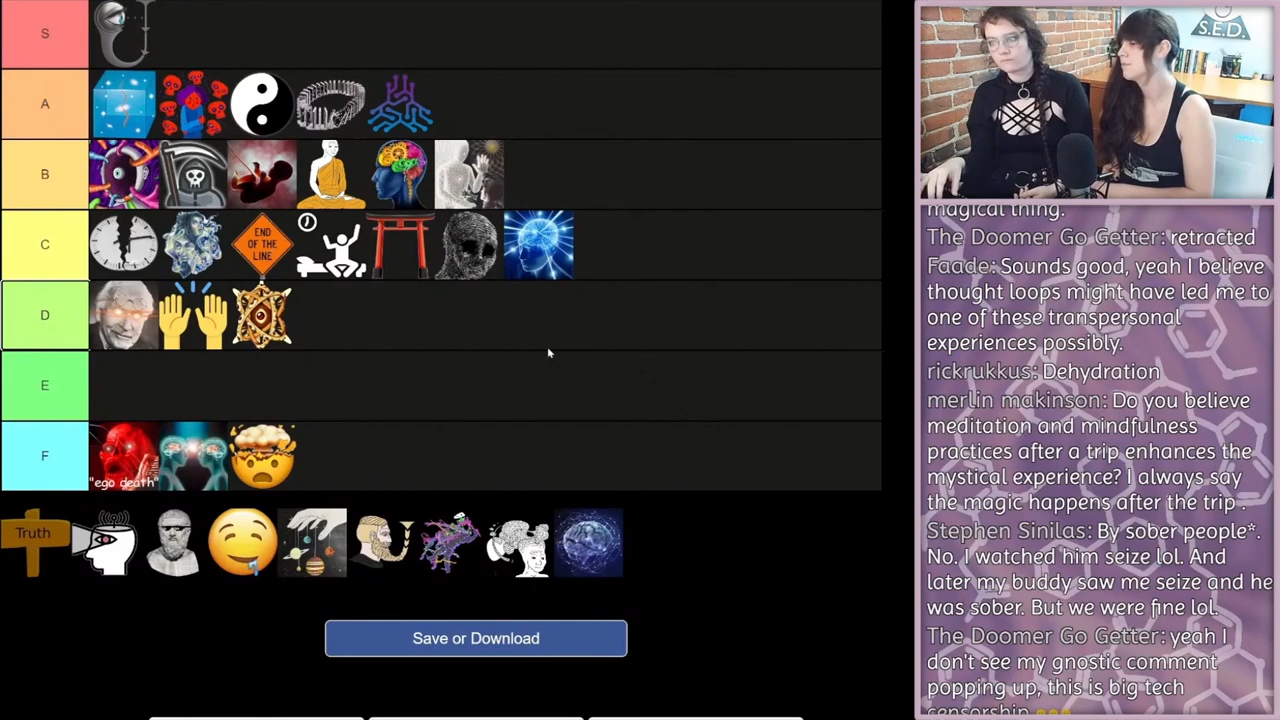 S
A
B
C
END
OF THE
LINE
D
E
F
"ego death"
Truth
Save or Download
S.E.D.
magical thing.
The Doomer Go Getter: retracted
Faade: Sounds good, yeah I believe
thought loops might have led me to
one of these transpersonal
experiences possibly.
rickrukkus: Dehydration
merlin makinson: Do you believe
meditation and mindfulness
practices after a trip enhances the
mystical experience? I always say
the magic happens after the trip .
Stephen Sinilas: By sober people*.
No. I watched him seize lol. And
later my buddy saw me seize and he
was sober. But we were fine lol.
The Doomer Go Getter: yeah I
don't see my gnostic comment
popping up, this is big tech
censorship